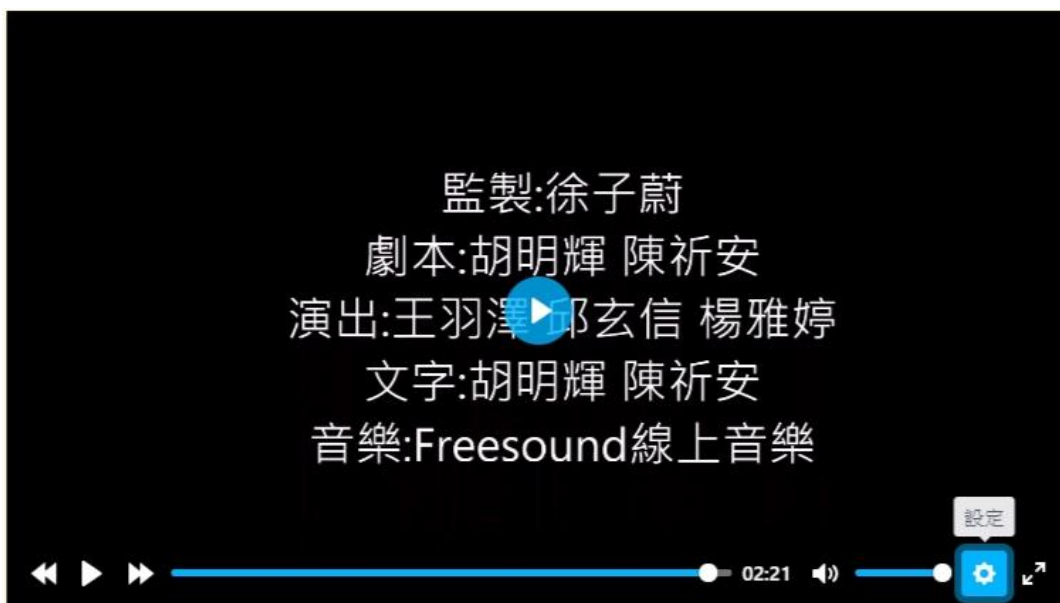 監製:徐子蔚
劇本:胡明輝 陳祈安
演出:王羽澤 邱玄信 楊雅婷
文字:胡明輝 陳祈安
音樂:Freesound線上音樂
設定
02:21